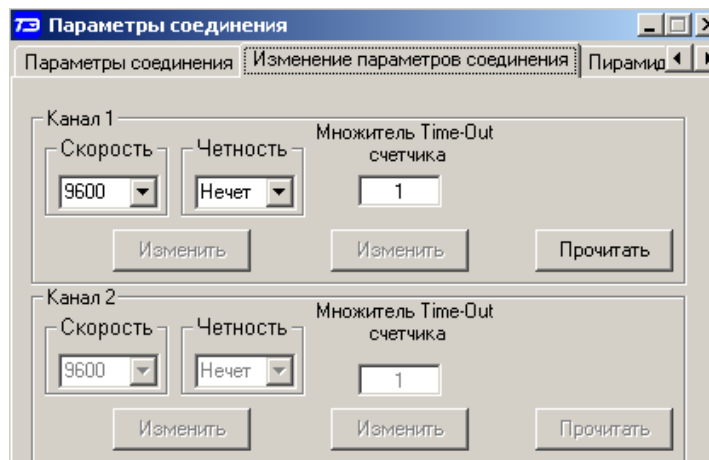 ТЭ Параметры соединения
Параметры соединения Изменение параметров соединения Пирамид
Канал 1
Скорость Четность Множитель Time-Out счетчика
9600 Нечет 1
Изменить Изменить Прочитать
Канал 2
Скорость Четность Множитель Time-Out счетчика
9600 Нечет 1
Изменить Изменить Прочитать